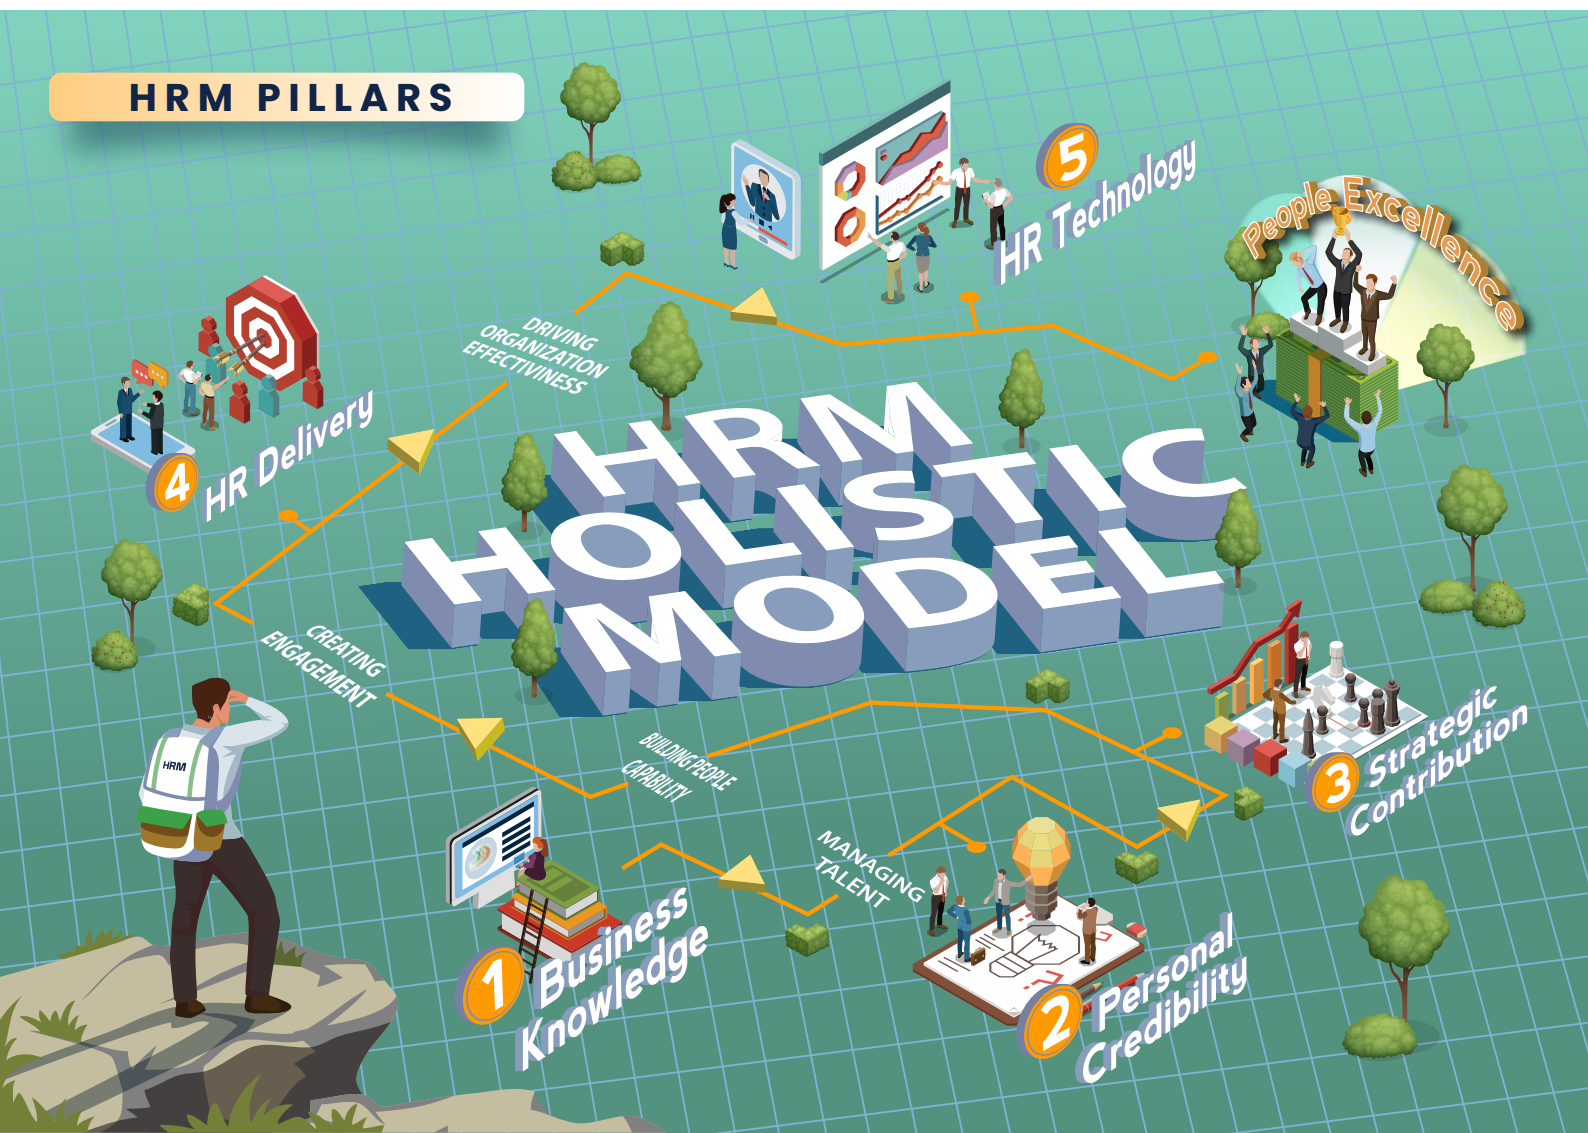 HRM PILLARS
5
HR Technology
People Excellence
DRIVING
ORGANIZATION
EFFECTIVINESS
4
HR Delivery
HRM
HOLISTIC
MODEL
CREATING
ENGAGEMENT
HRM
BUILDING PEOPLE
CAPABILITY
3
Strategic
Contribution
MANAGING
TALENT
1
Business
Knowledge
2
Personal
Credibility